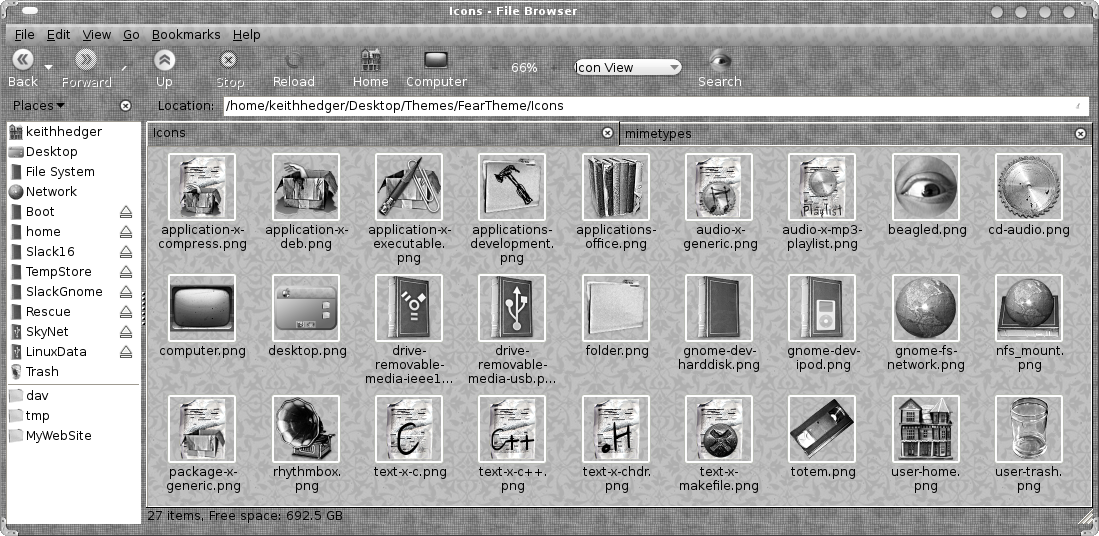 Icons - File Browser
File Edit View Go Bookmarks Help
Back Forward Up Stop Reload Home Computer 66% Icon View Search
Places Location: /home/keithhedger/Desktop/Themes/FearTheme/Icons
keithhedger
Desktop
File System
Network
Boot
home
Slack16
TempStore
SlackGnome
Rescue
SkyNet
LinuxData
Trash
dav
tmp
MyWebSite
Icons mimetypes
Playlist
application-x-
compress.png
application-x-
deb.png
application-x-
executable.
png
applications-
development.
png
applications-
office.png
H
audio-x-
generic.png
audio-x-mp3-
playlist.png
beagled.png
cd-audio.png
computer.png
desktop.png
drive-
removable-
media-ieee1...
drive-
removable-
media-usb.p...
folder.png
gnome-dev-
harddisk.png
gnome-dev-
ipod.png
gnome-fs-
network.png
nfs_mount.
png
package-x-
generic.png
rhythmbox.
png
C
text-x-c.png
C++
text-x-c++.
png
.H
text-x-chdr.
png
text-x-
makefile.png
totem.png
user-home.
png
user-trash.
png
27 items, Free space: 692.5 GB